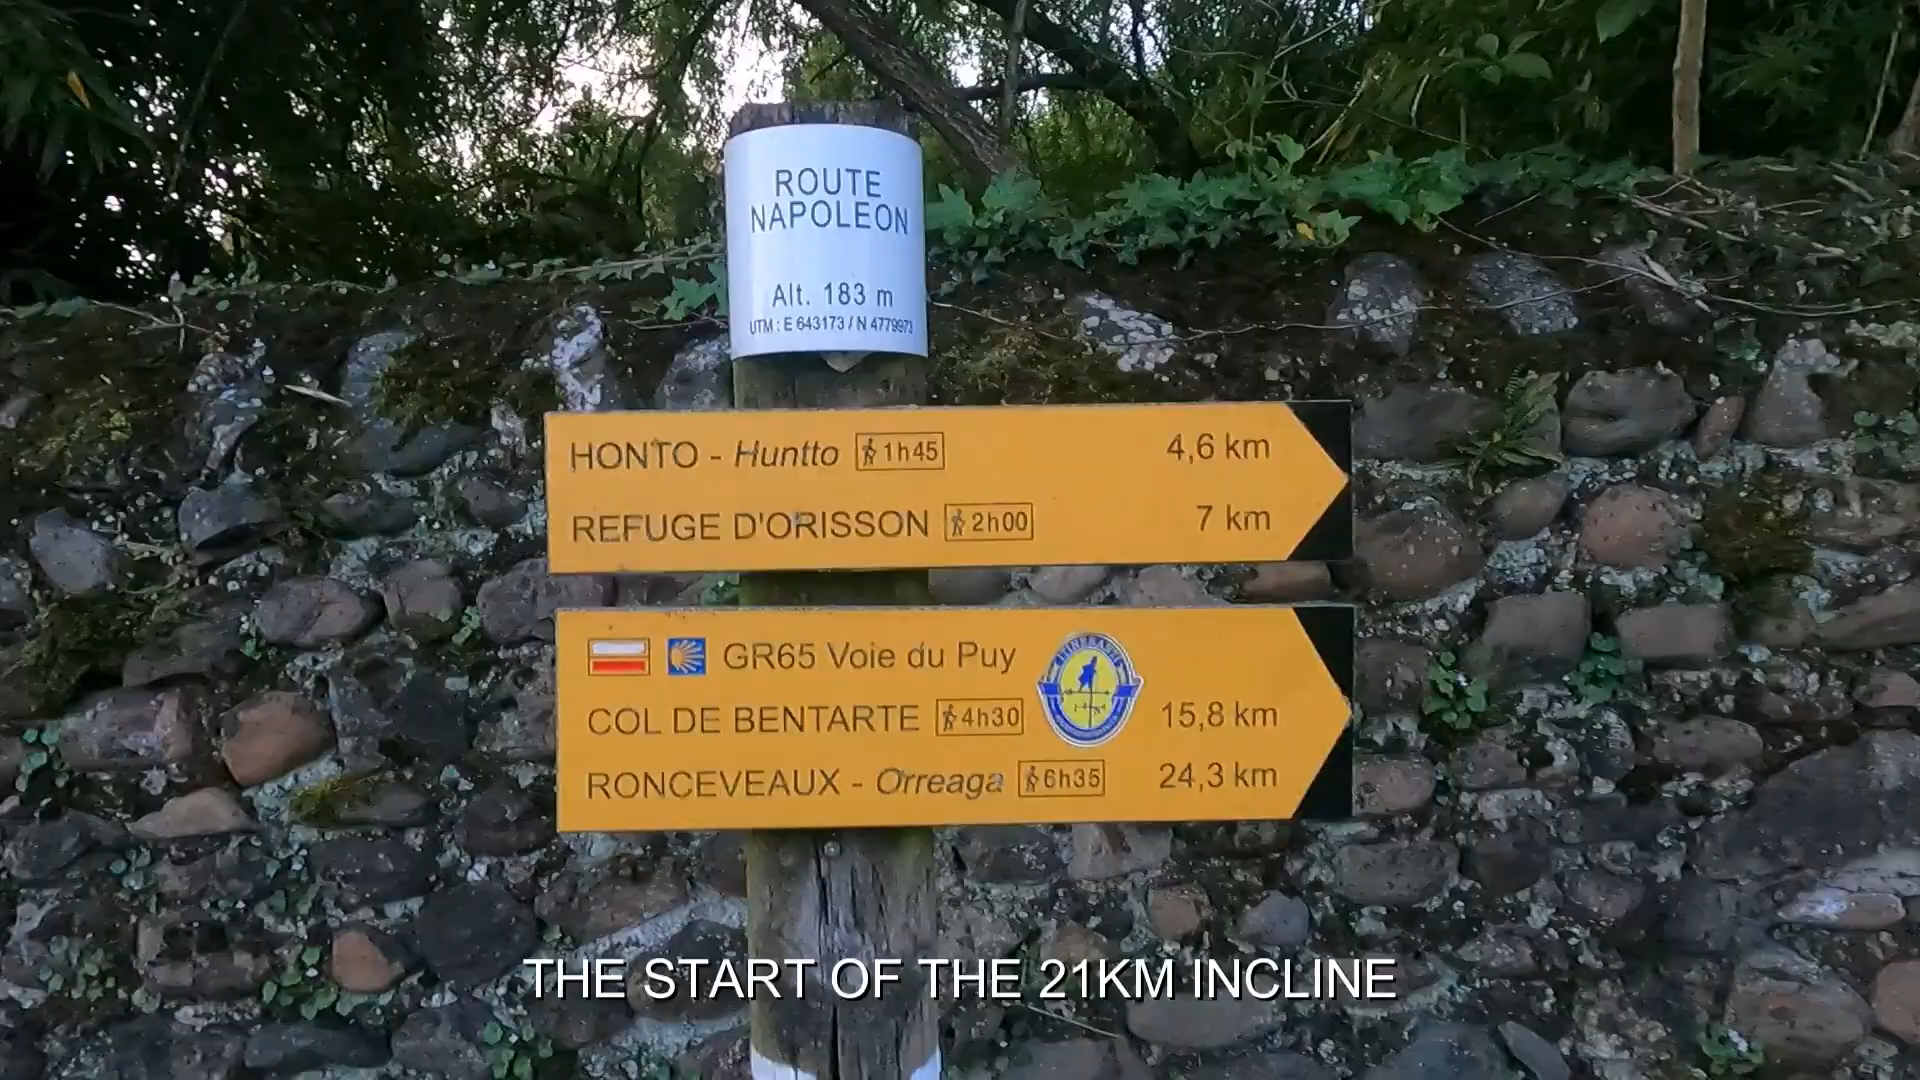 ROUTE
NAPOLEON
Alt. 183 m
UTM : E 643173 / N 4779973
HONTO - Huntto 1h45 4,6 km
REFUGE D'ORISSON 2h00 7 km
GR65 Voie du Puy
COL DE BENTARTE 4h30 15,8 km
RONCEVEAUX - Orreaga 6h35 24,3 km
THE START OF THE 21KM INCLINE